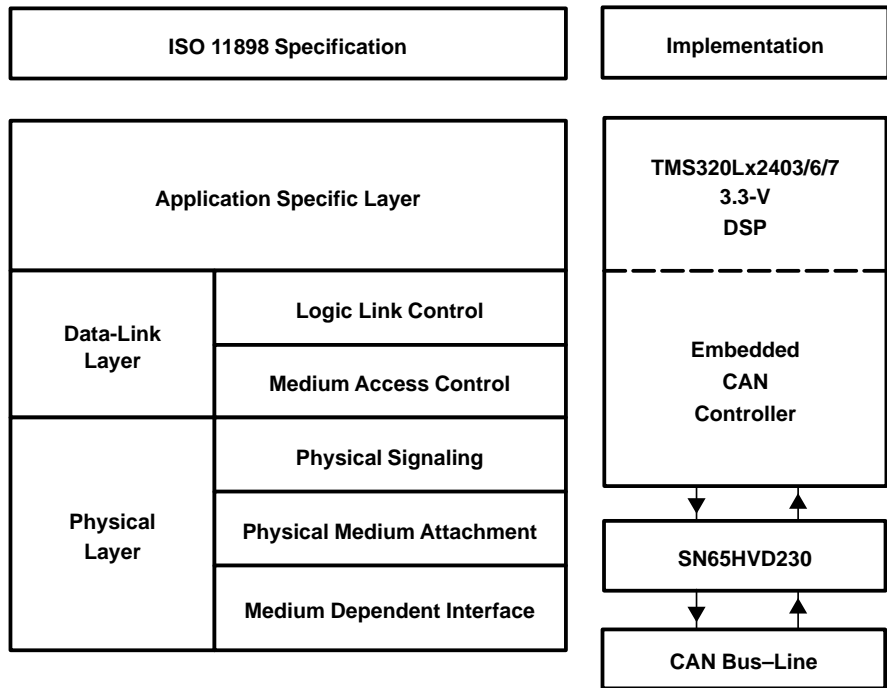 ISO 11898 Specification
Implementation
Application Specific Layer
Data-Link
Layer
Logic Link Control
Medium Access Control
Physical
Layer
Physical Signaling
Physical Medium Attachment
Medium Dependent Interface
TMS320Lx2403/6/7
3.3-V
DSP
Embedded
CAN
Controller
SN65HVD230
CAN Bus–Line